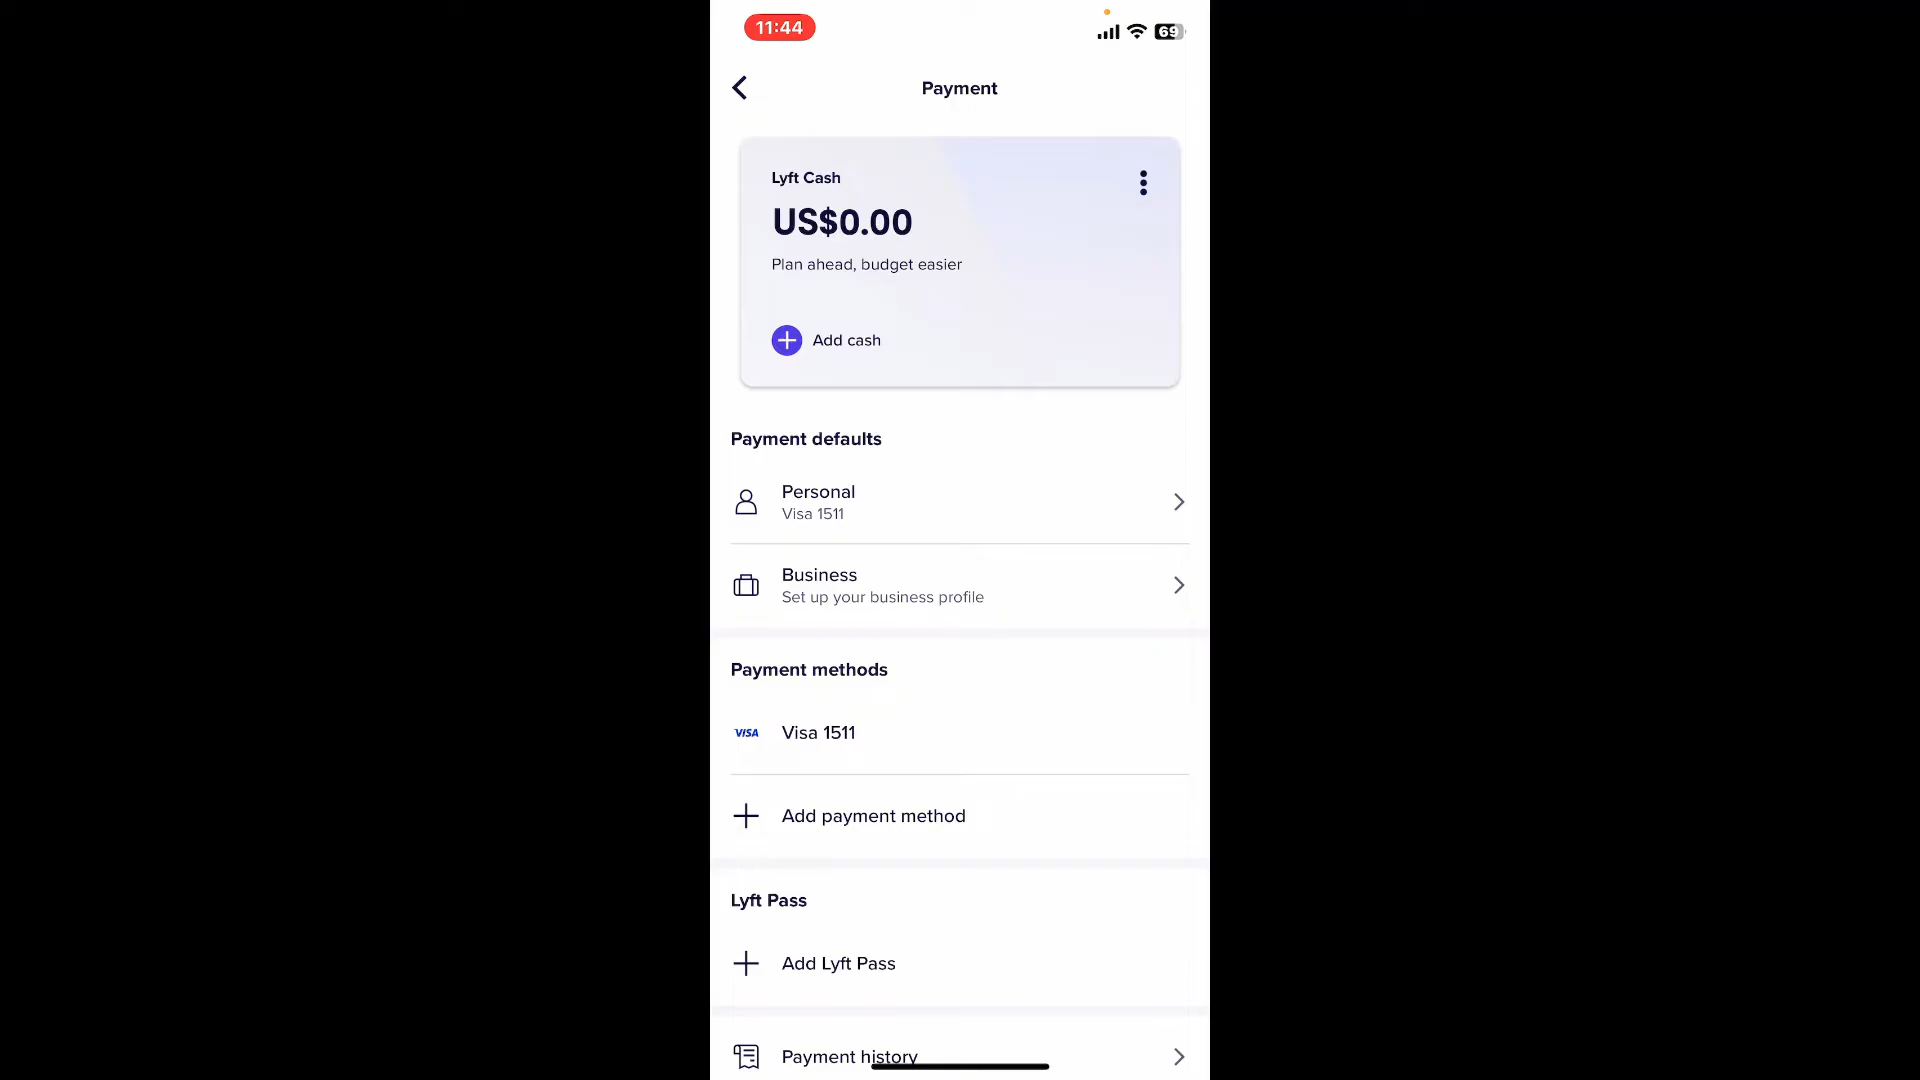 11:44
69
Payment
Lyft Cash
US$0.00
Plan ahead, budget easier
Add cash
Payment defaults
Personal
Visa 1511
Business
Set up your business profile
Payment methods
VISA Visa 1511
Add payment method
Lyft Pass
Add Lyft Pass
Payment history